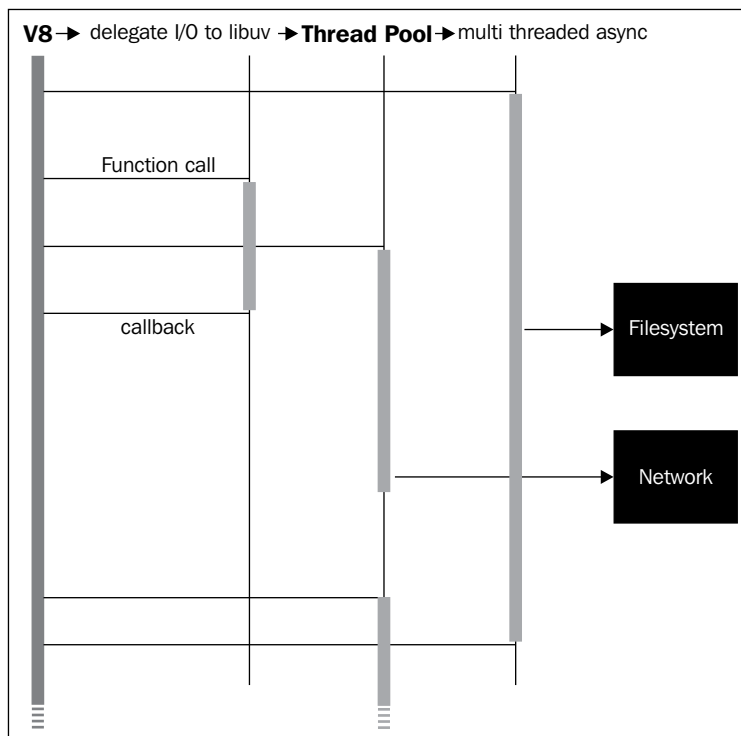 V8 → delegate I/O to libuv → Thread Pool → multi threaded async
Function call
callback
Filesystem
Network